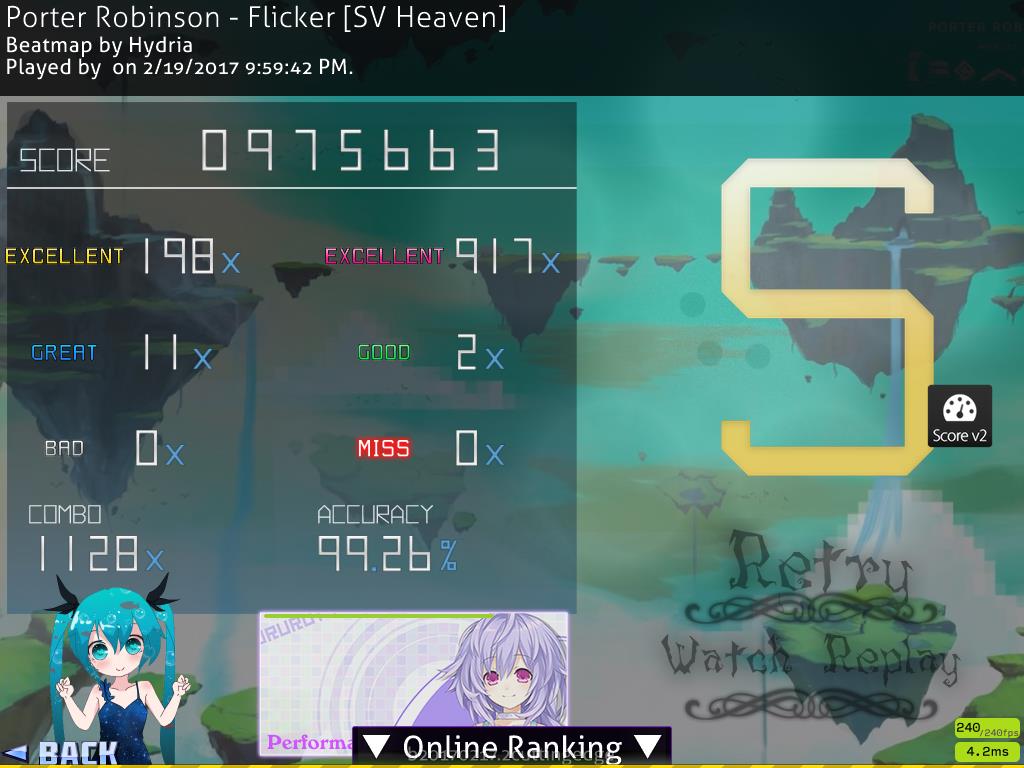 Porter Robinson - Flicker [SV Heaven]
Beatmap by Hydria
Played by  on 2/19/2017 9:59:42 PM.
PORTER ROB
SCORE 0975663
EXCELLENT 198x EXCELLENT 917x
GREAT 11x GOOD 2x
BAD 0x MISS 0x
COMBO ACCURACY
1128x 99.26%
Score v2
Retry
Watch Replay
Performa
▼ Online Ranking ▼
BACK
240/240fps
4.2ms